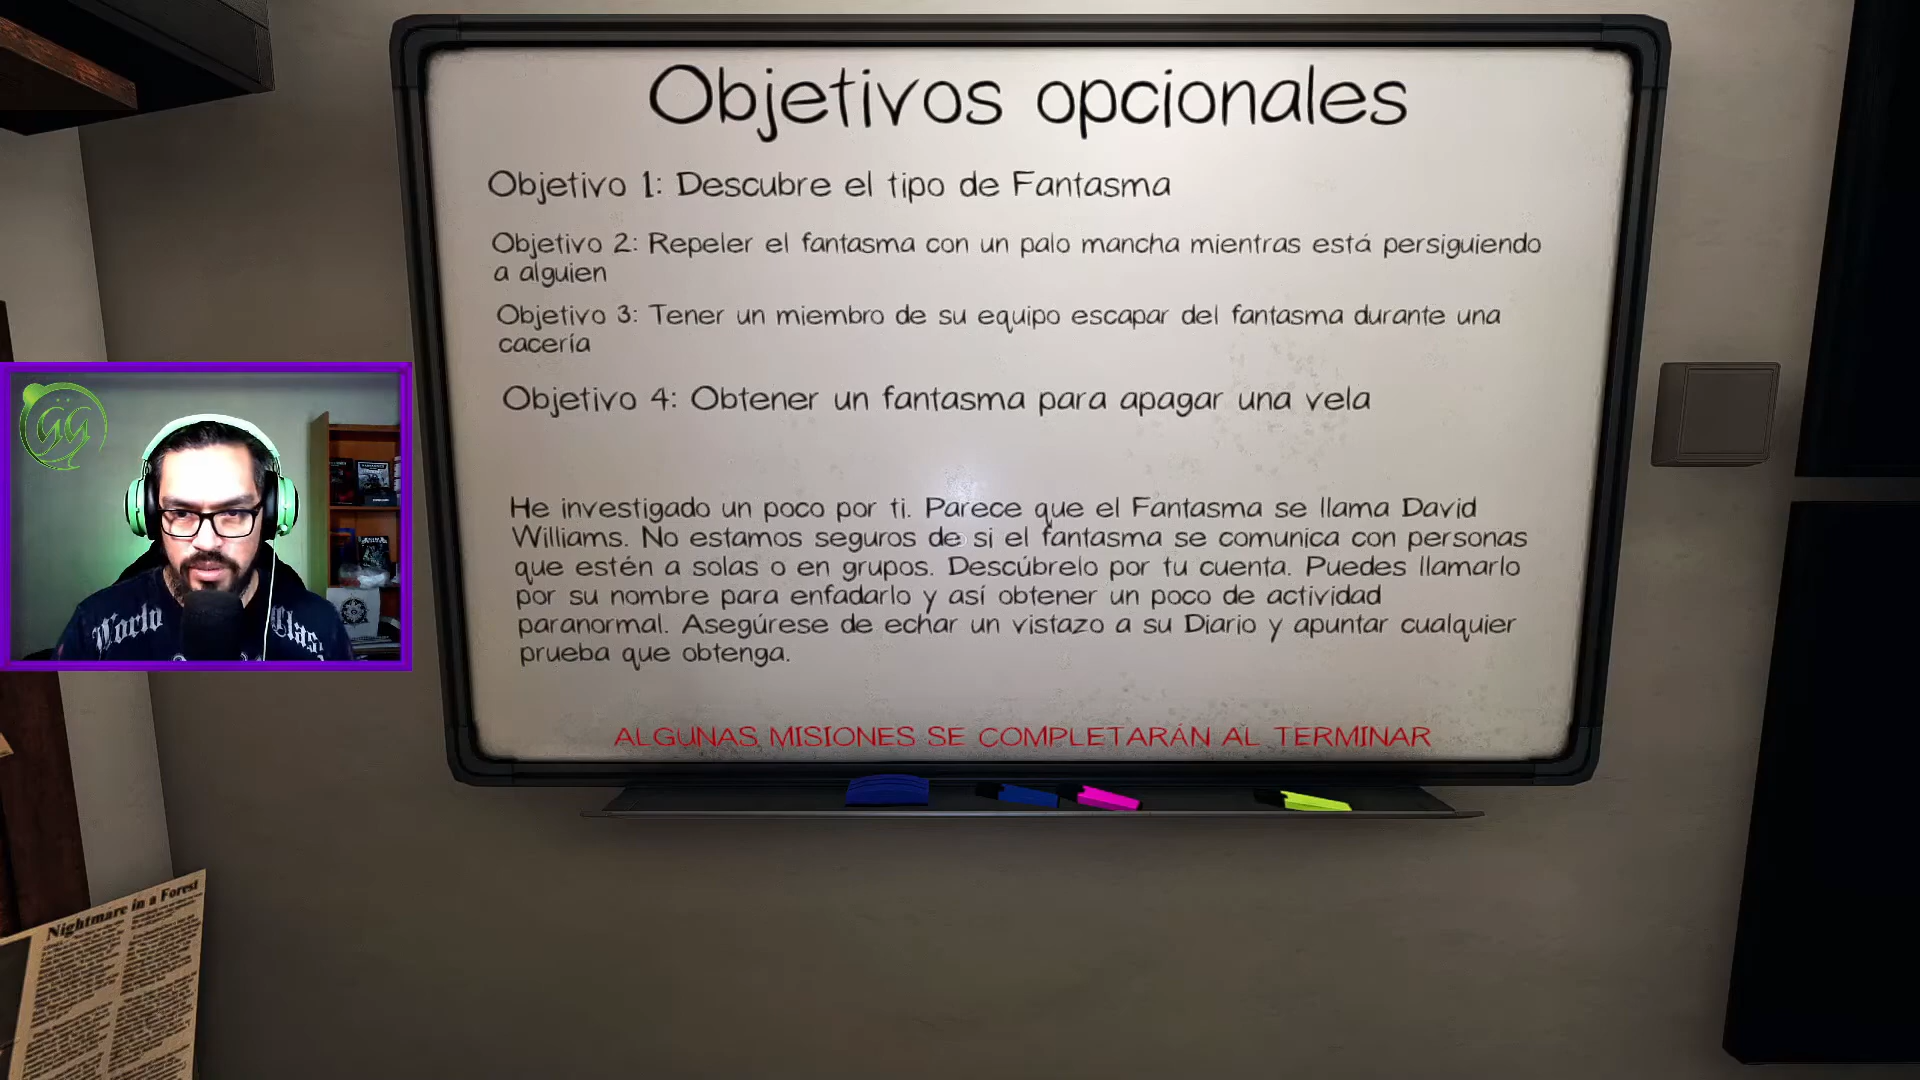 Objetivos opcionales
Objetivo 1: Descubre el tipo de Fantasma
Objetivo 2: Repeler el fantasma con un palo mancha mientras está persiguiendo
a alguien
Objetivo 3: Tener un miembro de su equipo escapar del fantasma durante una
cacería
Objetivo 4: Obtener un fantasma para apagar una vela
He investigado un poco por ti. Parece que el Fantasma se llama David
Williams. No estamos seguros de si el fantasma se comunica con personas
que estén a solas o en grupos. Descúbrelo por tu cuenta. Puedes llamarlo
por su nombre para enfadarlo y así obtener un poco de actividad
paranormal. Asegúrese de echar un vistazo a su Diario y apuntar cualquier
prueba que obtenga.
ALGUNAS MISIONES SE COMPLETARÁN AL TERMINAR
GG
World Clas
Nightmare in a Forest